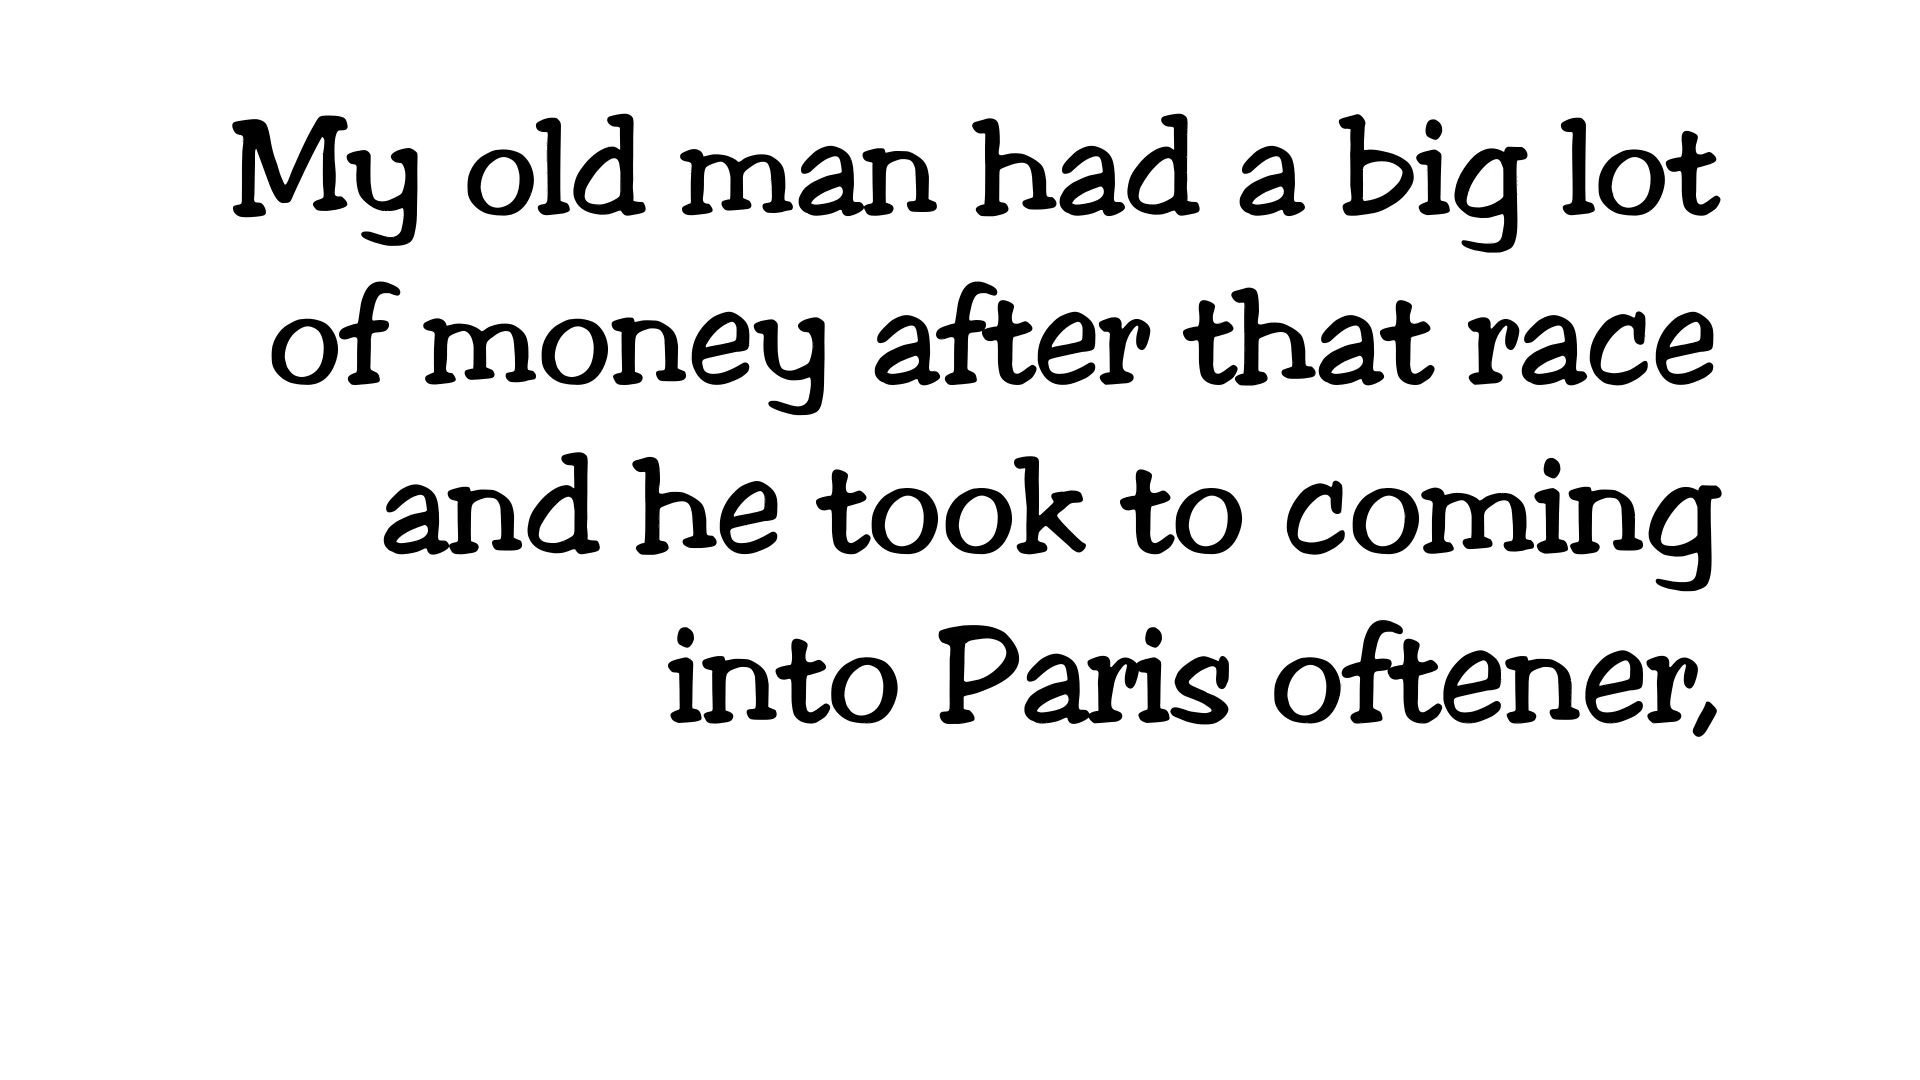 My old man had a big lot
of money after that race
and he took to coming
into Paris oftener,